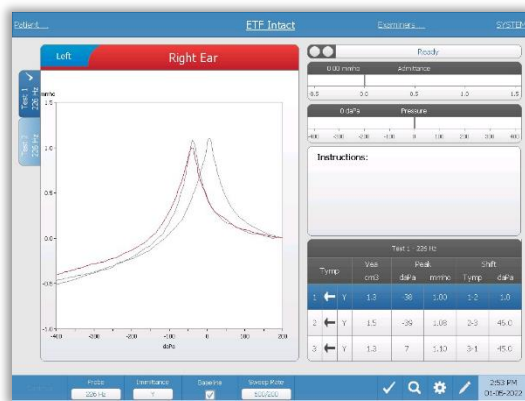 Patient ....
ETF Intact
Examiners ....
SYSTEM
Left
Right Ear
Ready
Test 1
226 Hz
Test 2
226 Hz
mmho
1.5
1.0
0.5
0.0
-1.0
-400
-300
-200
-100
0
100
200
daPa
0.00 mmho
Admittance
-0.5
0.0
0.5
1.0
1.5
0 daPa
Pressure
-400
-300
-200
-100
0
100
200
300
400
Instructions:
Test 1 - 226 Hz
Tymp Vea Peak Shift
cm3 daPa mmho Tymp daPa
1 Y 1.3 -38 1.00 1-2 1.0
2 Y 1.5 -39 1.08 2-3 45.0
3 Y 1.3 7 1.10 3-1 45.0
Probe
226 Hz
Immittance
Y
Baseline
Sweep Rate
600/200
2:53 PM